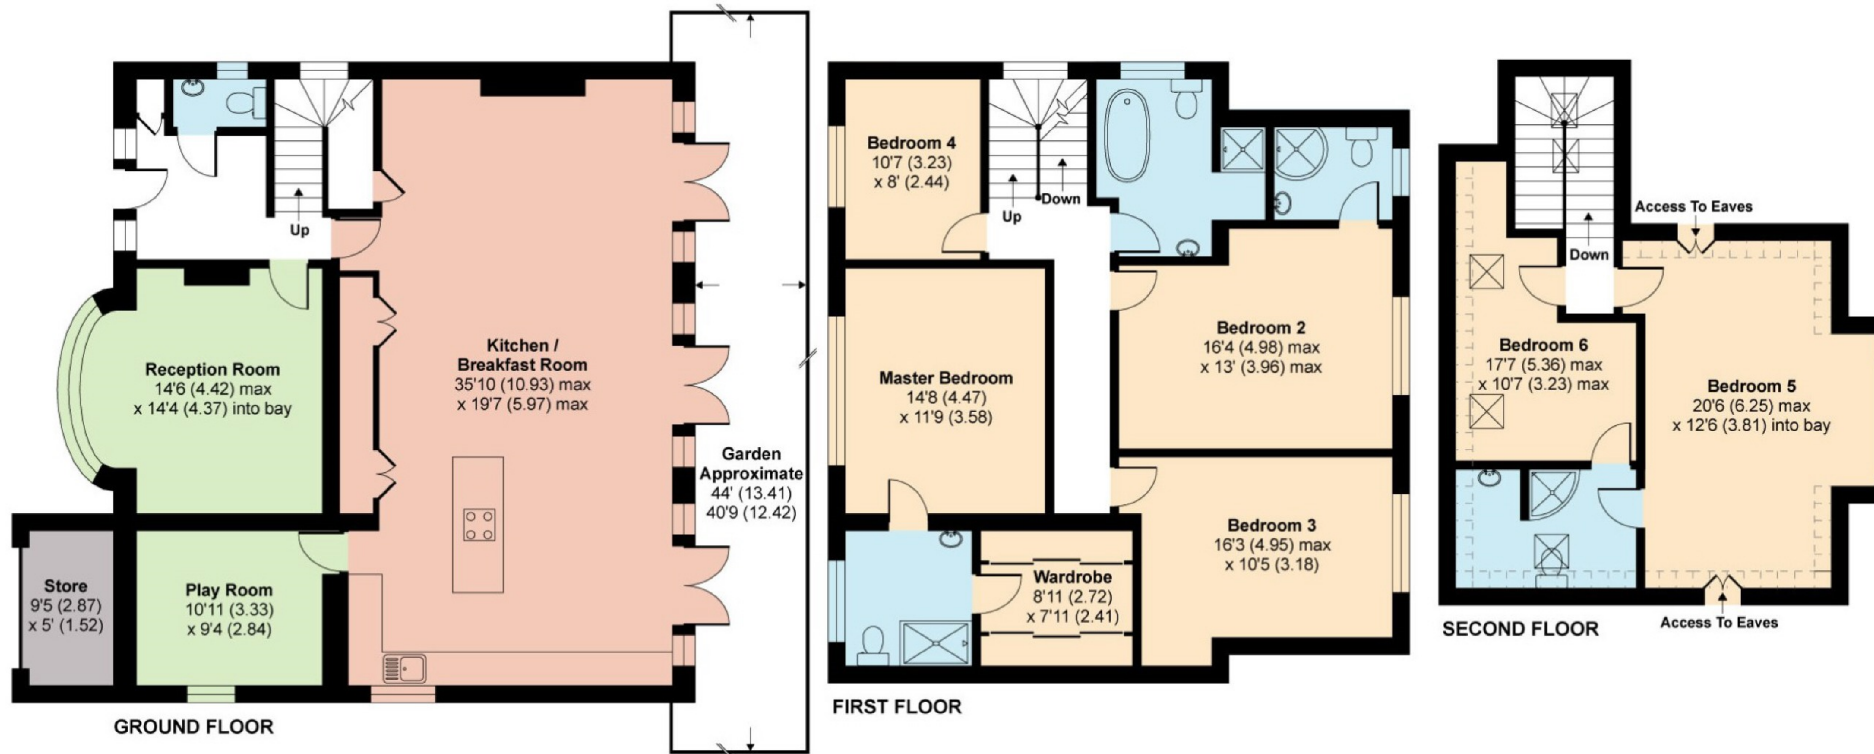 Up
Reception Room
14'6 (4.42) max
x 14'4 (4.37) into bay
Kitchen /
Breakfast Room
35'10 (10.93) max
x 19'7 (5.97) max
Garden
Approximate
44' (13.41)
40'9 (12.42)
Store
9'5 (2.87)
x 5' (1.52)
Play Room
10'11 (3.33)
x 9'4 (2.84)
GROUND FLOOR
Bedroom 4
10'7 (3.23)
x 8' (2.44)
Up
Down
Master Bedroom
14'8 (4.47)
x 11'9 (3.58)
Bedroom 2
16'4 (4.98) max
x 13' (3.96) max
Bedroom 3
16'3 (4.95) max
x 10'5 (3.18)
Wardrobe
8'11 (2.72)
x 7'11 (2.41)
FIRST FLOOR
Access To Eaves
Down
Bedroom 6
17'7 (5.36) max
x 10'7 (3.23) max
Bedroom 5
20'6 (6.25) max
x 12'6 (3.81) into bay
Access To Eaves
SECOND FLOOR